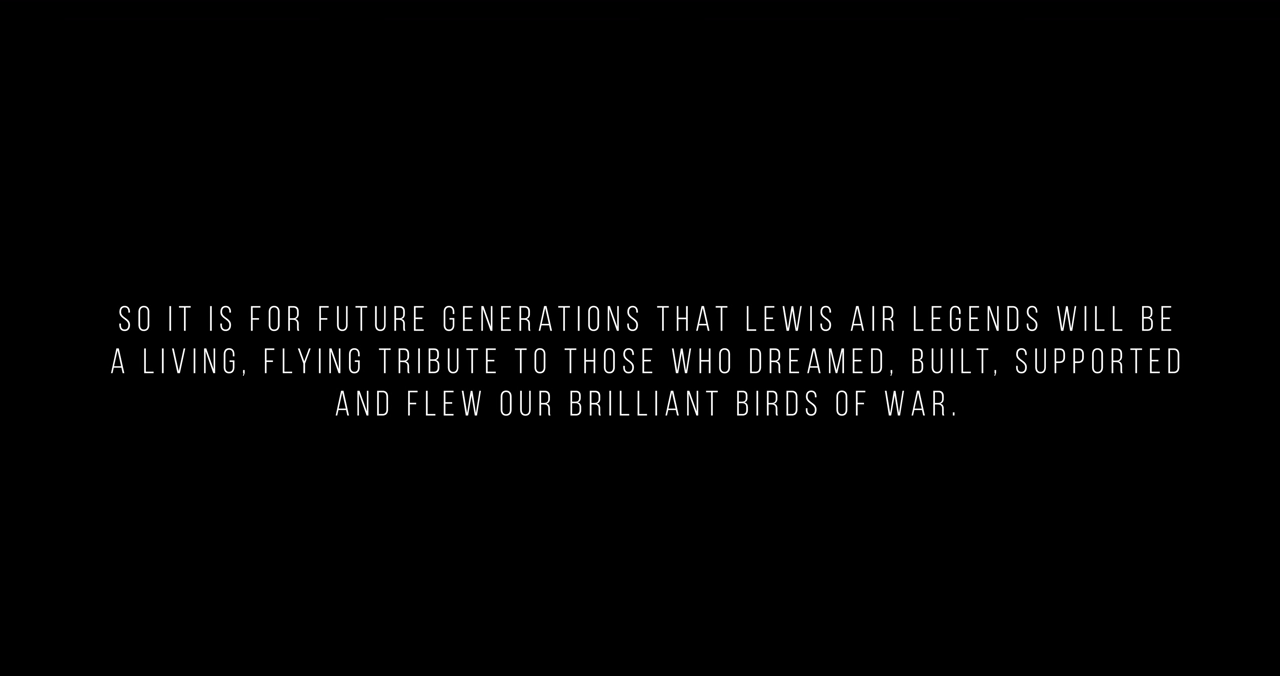 SO IT IS FOR FUTURE GENERATIONS THAT LEWIS AIR LEGENDS WILL BE
A LIVING, FLYING TRIBUTE TO THOSE WHO DREAMED, BUILT, SUPPORTED
AND FLEW OUR BRILLIANT BIRDS OF WAR.